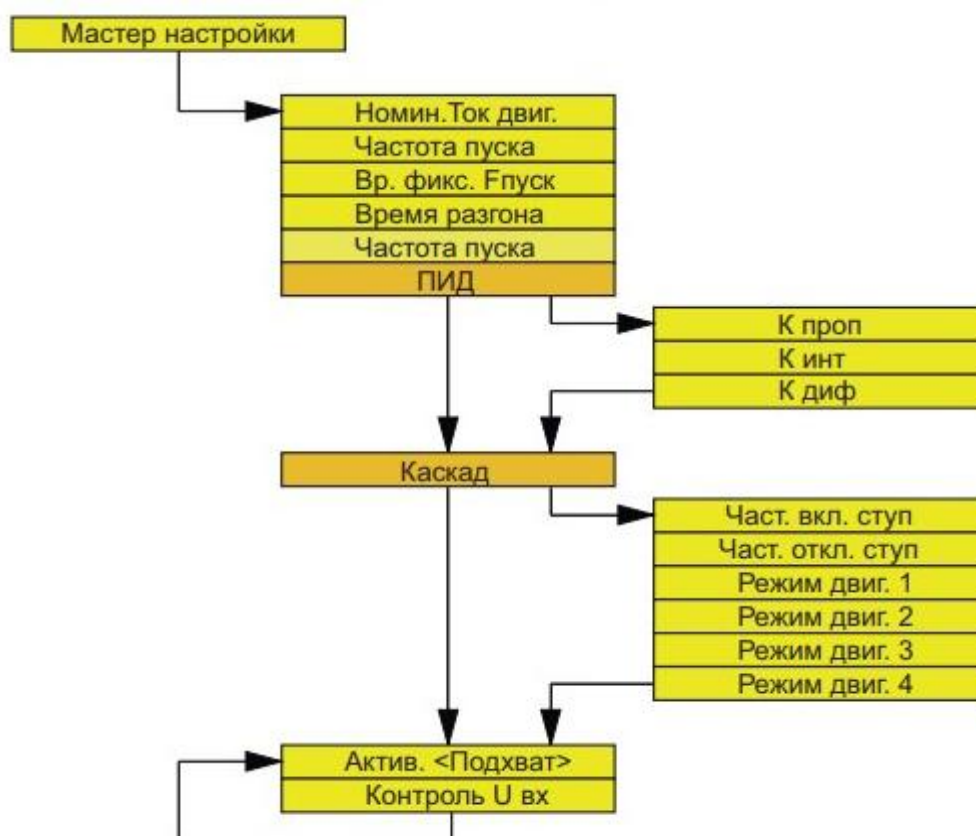 Мастер настройки
Номин.Ток двиг.
Частота пуска
Вр. фикс. Fпуск
Время разгона
Частота пуска
ПИД
К проп
К инт
К диф
Каскад
Част. вкл. ступ
Част. откл. ступ
Режим двиг. 1
Режим двиг. 2
Режим двиг. 3
Режим двиг. 4
Актив. <Подхват>
Контроль U вх